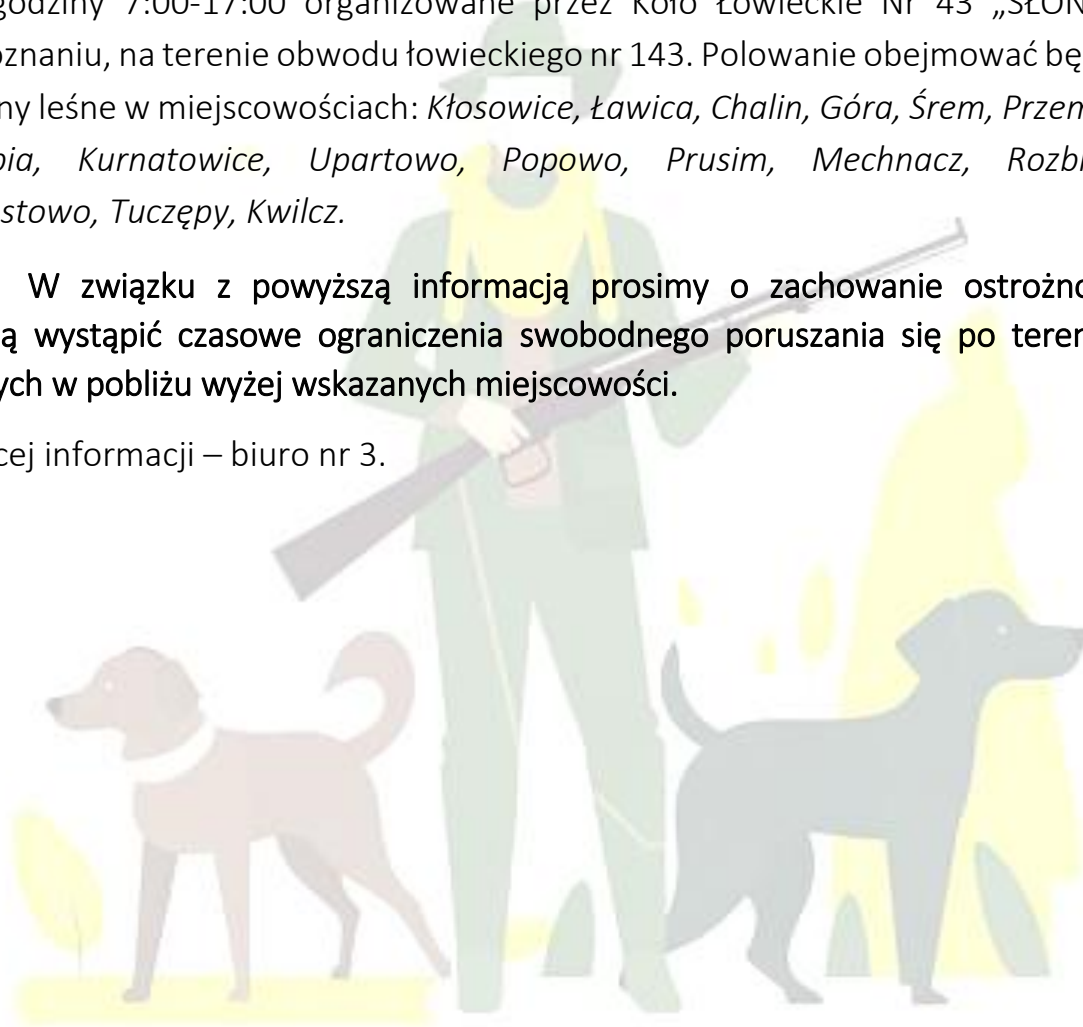 godziny 7:00-17:00 organizowane przez Koło Łowieckie Nr 43 „SŁON
oznaniu, na terenie obwodu łowieckiego nr 143. Polowanie obejmować bę
ny leśne w miejscowościach: Kłosowice, Ławica, Chalin, Góra, Śrem, Przem
bia, Kurnatowice, Upartowo, Popowo, Prusim, Mechnacz, Rozbi
stowo, Tuczępy, Kwilcz.
W związku z powyższą informacją prosimy o zachowanie ostrożno
ą wystąpić czasowe ograniczenia swobodnego poruszania się po teren
ych w pobliżu wyżej wskazanych miejscowości.
cej informacji – biuro nr 3.